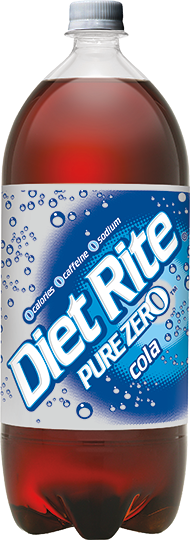 0 calories 0 caffeine 0 sodium
Diet Rite
PURE ZERO™
cola